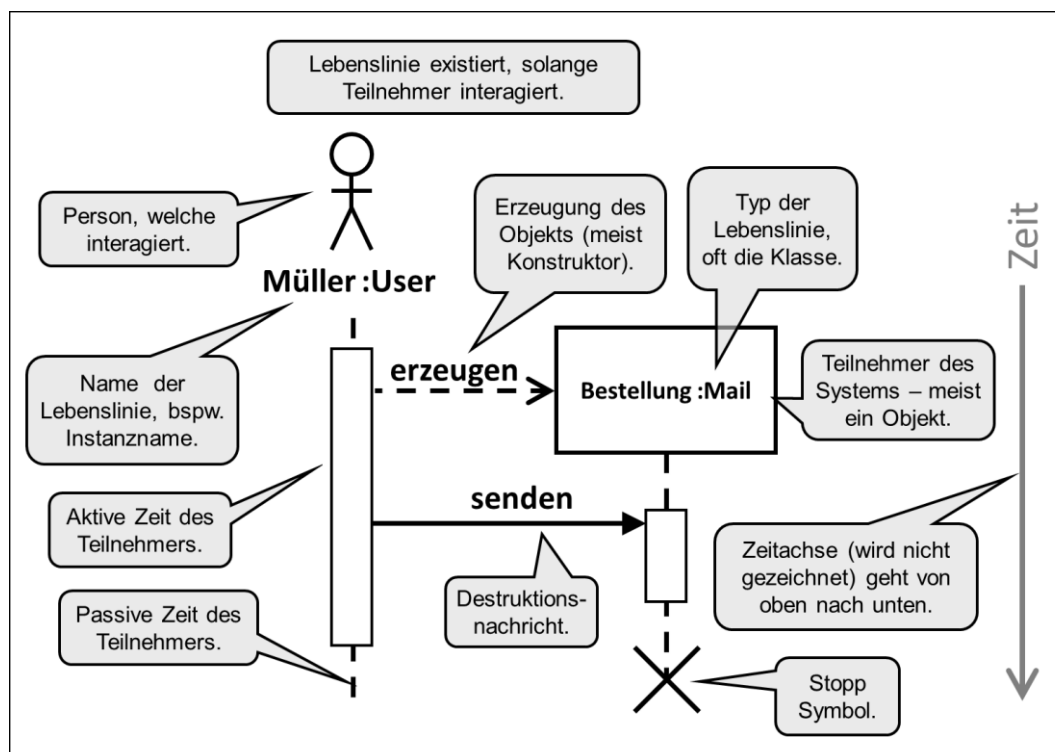 Lebenslinie existiert, solange
Teilnehmer interagiert.
Person, welche
interagiert.
Erzeugung des
Objekts (meist
Konstruktor).
Typ der
Lebenslinie,
oft die Klasse.
Zeit
Müller :User
erzeugen
Bestellung :Mail
Teilnehmer des
Systems – meist
ein Objekt.
Name der
Lebenslinie, bspw.
Instanzname.
senden
Aktive Zeit des
Teilnehmers.
Destruktions-
nachricht.
Zeitachse (wird nicht
gezeichnet) geht von
oben nach unten.
Passive Zeit des
Teilnehmers.
Stopp
Symbol.